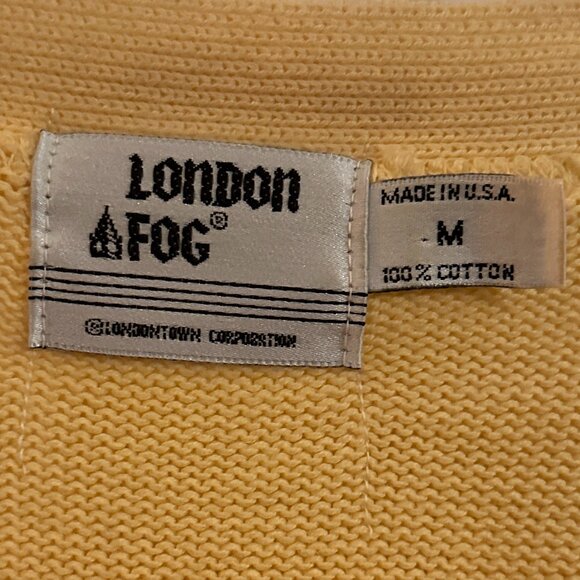 LONDON
FOG®
®LONDONTOWN CORPORATION
MADE IN U.S.A.
M
100% COTTON